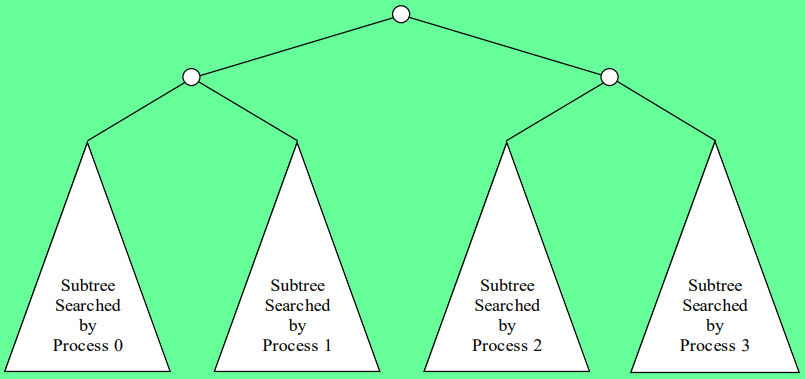 Subtree
Searched
by
Process 0
Subtree
Searched
by
Process 1
Subtree
Searched
by
Process 2
Subtree
Searched
by
Process 3